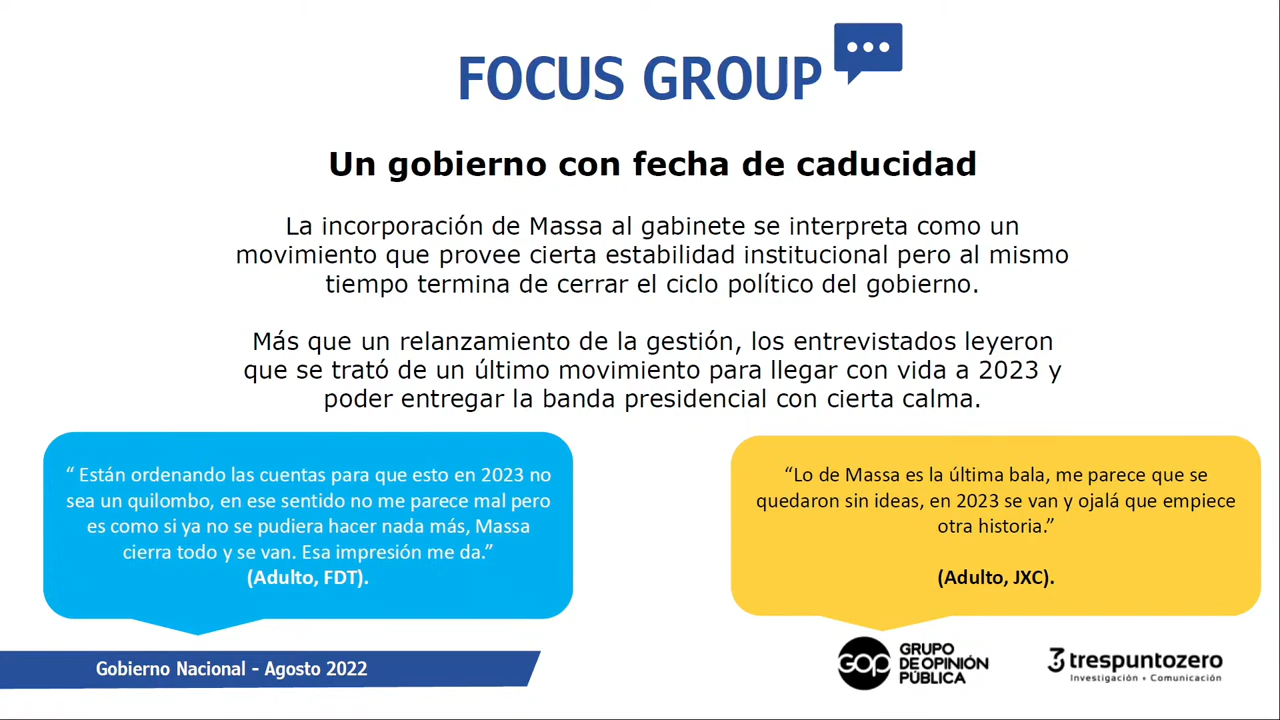 FOCUS GROUP
Un gobierno con fecha de caducidad
La incorporación de Massa al gabinete se interpreta como un
movimiento que provee cierta estabilidad institucional pero al mismo
tiempo termina de cerrar el ciclo político del gobierno.
Más que un relanzamiento de la gestión, los entrevistados leyeron
que se trató de un último movimiento para llegar con vida a 2023 y
poder entregar la banda presidencial con cierta calma.
“ Están ordenando las cuentas para que esto en 2023 no
sea un quilombo, en ese sentido no me parece mal pero
es como si ya no se pudiera hacer nada más, Massa
cierra todo y se van. Esa impresión me da.”
(Adulto, FDT).
“Lo de Massa es la última bala, me parece que se
quedaron sin ideas, en 2023 se van y ojalá que empiece
otra historia.”
(Adulto, JXC).
Gobierno Nacional - Agosto 2022
GOP
GRUPO
DE OPINIÓN
PÚBLICA
3 trespuntozero
Investigación + Comunicación